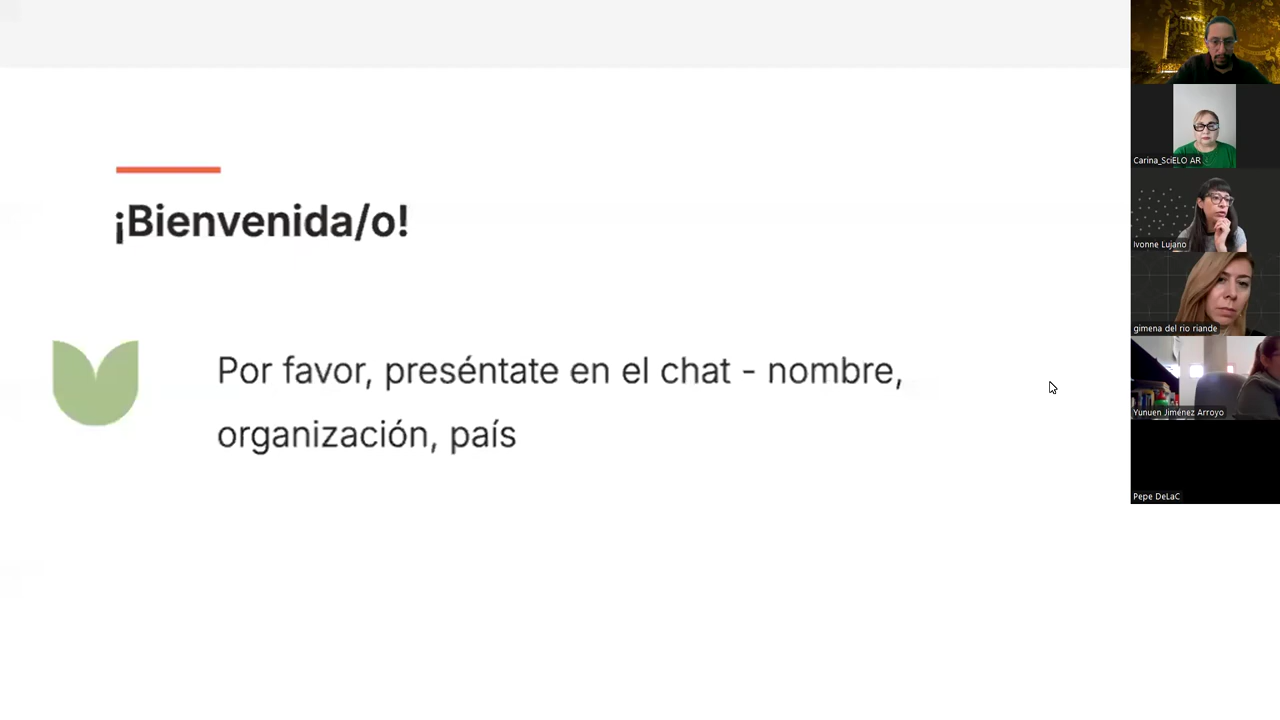 ¡Bienvenida/o!
Por favor, preséntate en el chat - nombre,
organización, país
Carina_SciELO AR
Ivonne Lujano
gimena del rio riande
Yunuen Jiménez Arroyo
Pepe DeLaC